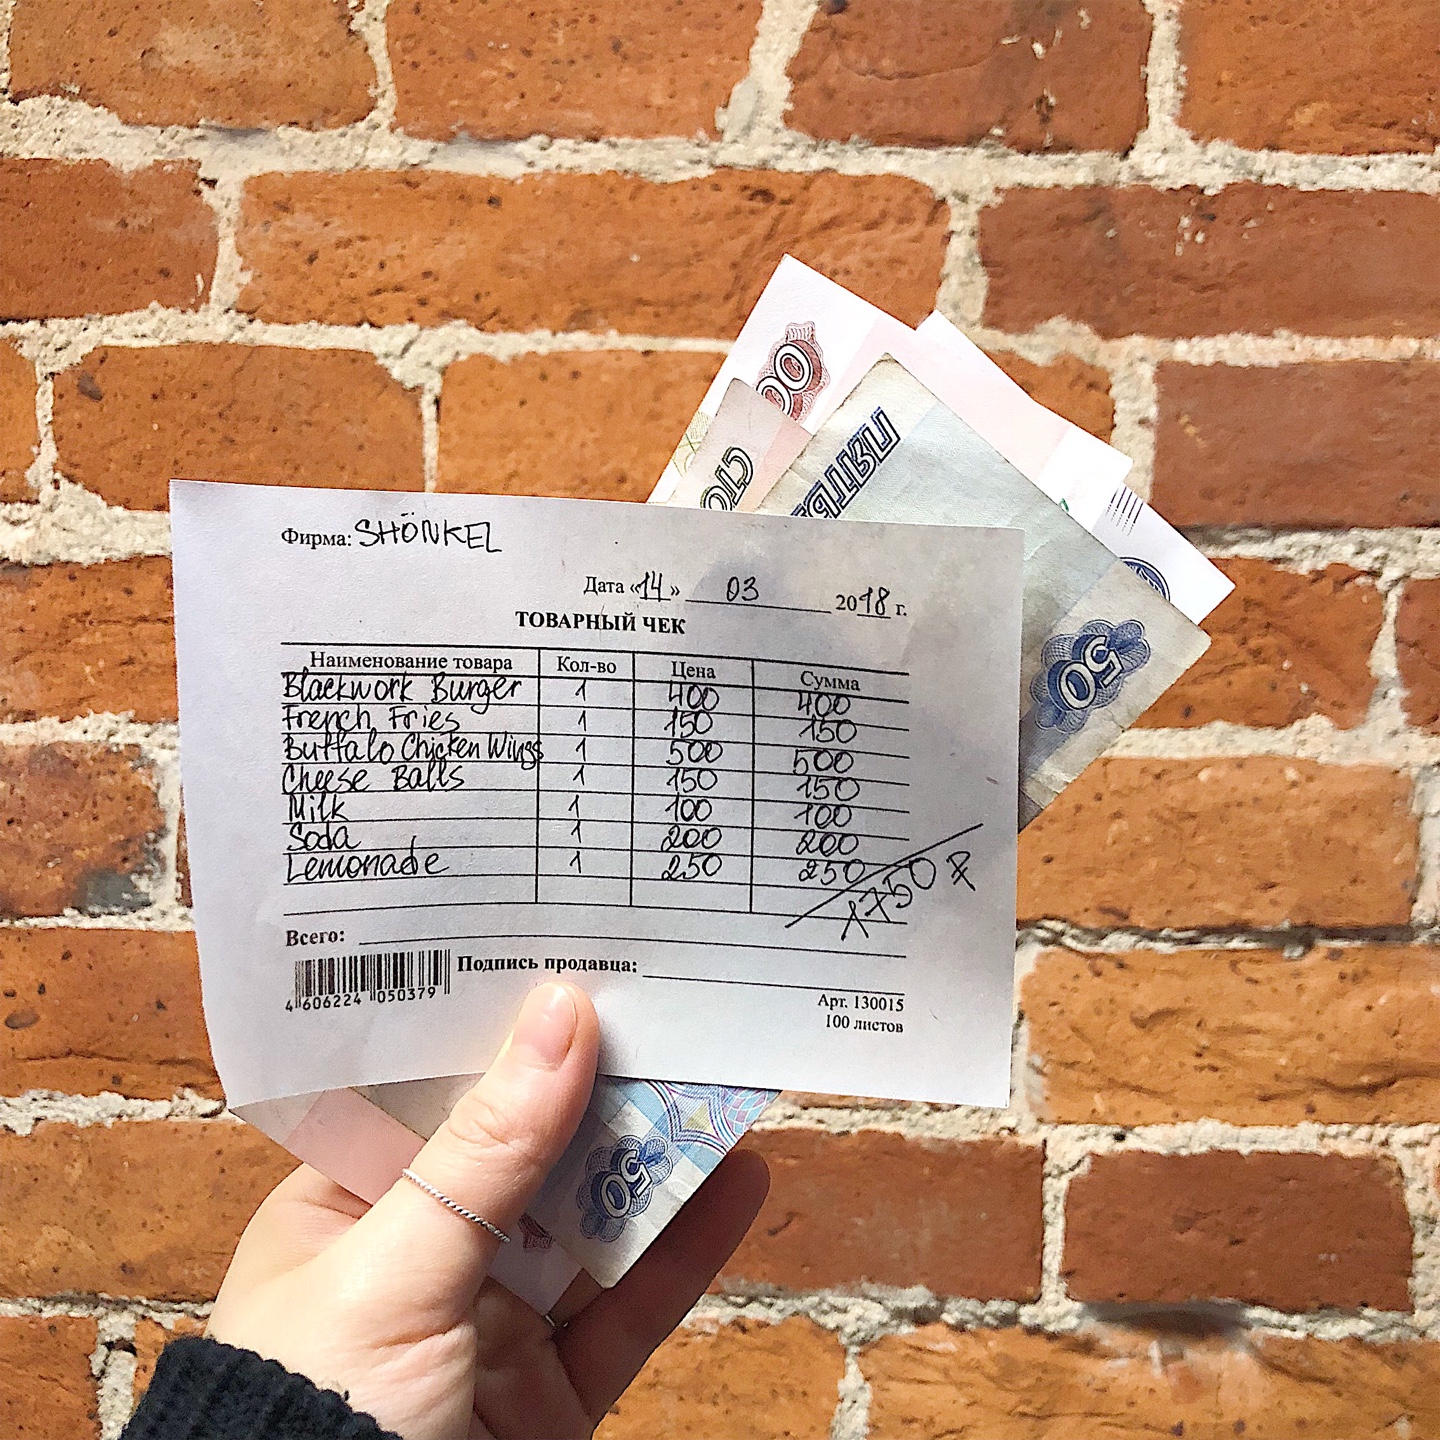 СТО
ПЯТЬ
50
Фирма: SHÖNKEL
Дата «14» 03 2018 г.
ТОВАРНЫЙ ЧЕК
Наименование товара Кол-во Цена Сумма
Blackwork Burger 1 400 400
French Fries 1 150 150
Buffalo Chicken Wings 1 500 500
Cheese Balls 1 150 150
Milk 1 100 100
Soda 1 200 200
Lemonade 1 250 250
1750 ₽
Всего:
Подпись продавца:
4 606224 050379
Арт. 130015
100 листов
50